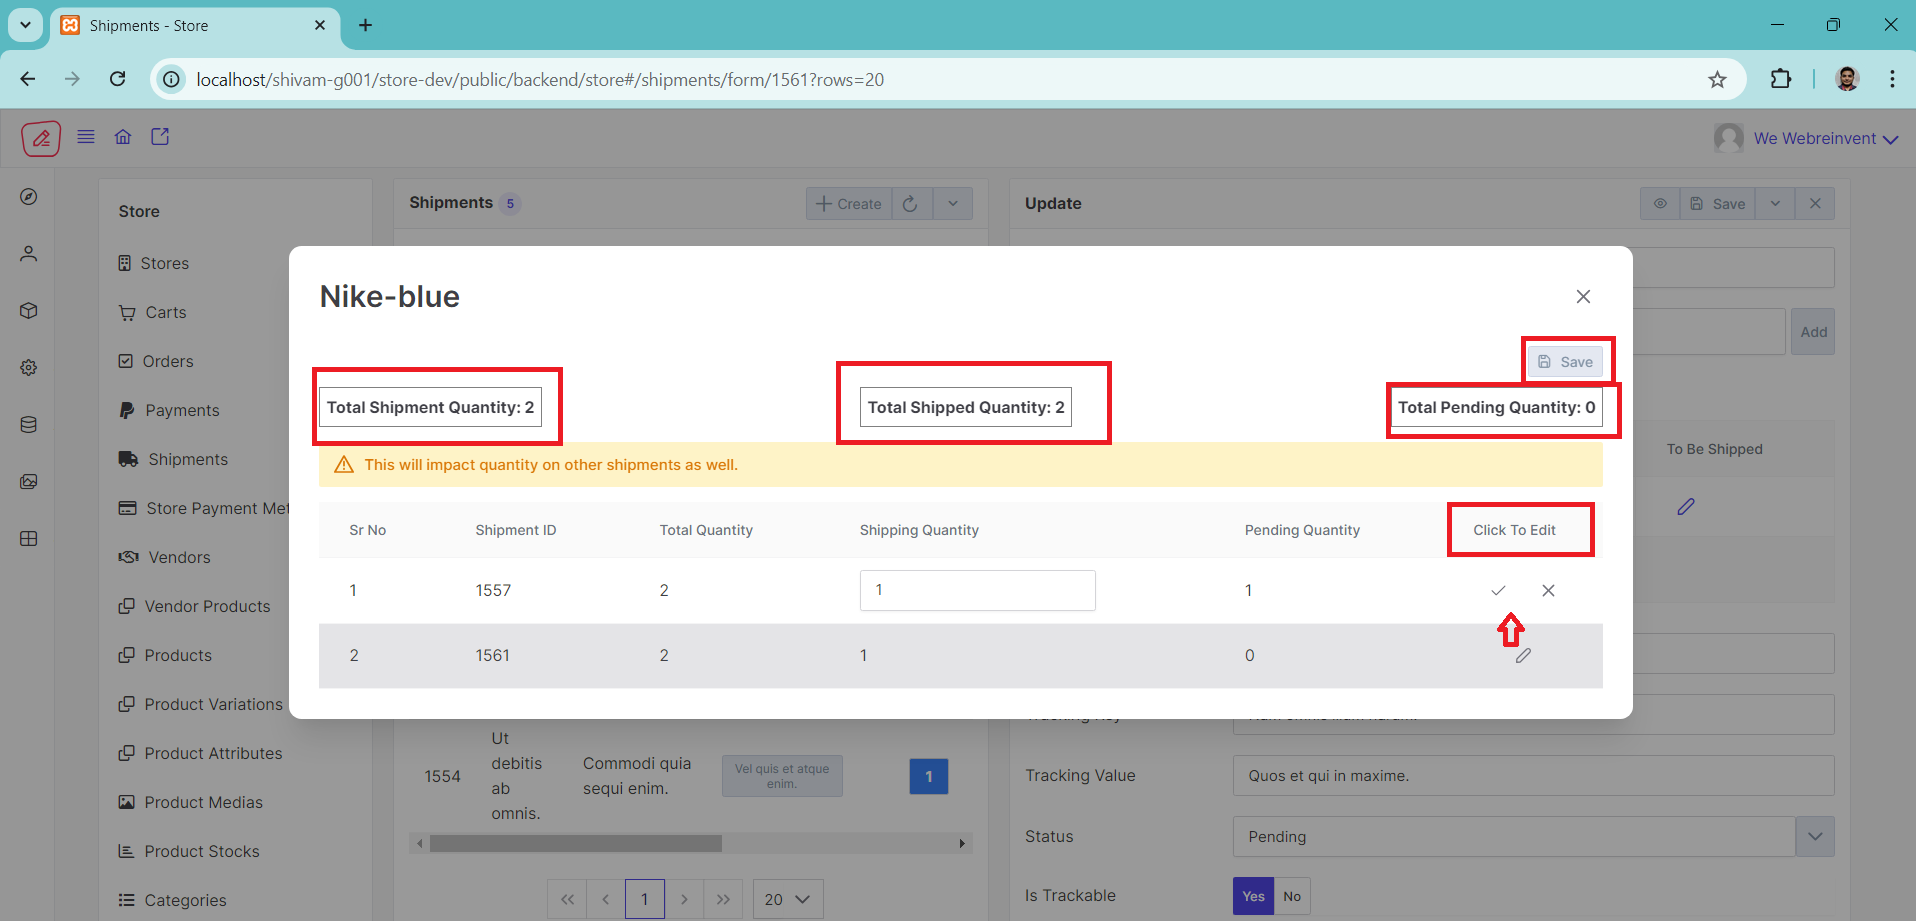 Shipments - Store
localhost/shivam-g001/store-dev/public/backend/store#/shipments/form/1561?rows=20
We Webreinvent
Store
Stores
Carts
Orders
Payments
Shipments
Store Payment Met
Vendors
Vendor Products
Products
Product Variations
Product Attributes
Product Medias
Product Stocks
Categories
Shipments 5
Create
Update
Save
Add
To Be Shipped
Nike-blue
Save
Total Shipment Quantity: 2
Total Shipped Quantity: 2
Total Pending Quantity: 0
This will impact quantity on other shipments as well.
Sr No Shipment ID Total Quantity Shipping Quantity Pending Quantity Click To Edit
1 1557 2 1 1
2 1561 2 1 0
1554
Ut
debitis
ab
omnis.
Commodi quia
sequi enim.
Vel quis et atque
enim.
1
1
20
Tracking Value
Quos et qui in maxime.
Status
Pending
Is Trackable
Yes No